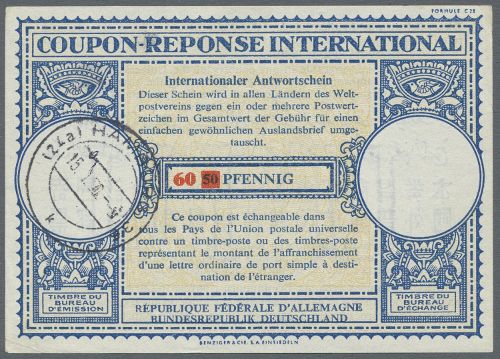 FORMULE C 22
COUPON-REPONSE INTERNATIONAL
Internationaler Antwortschein
Dieser Schein wird in allen Ländern des Welt-
postvereins gegen ein oder mehrere Postwert-
zeichen im Gesamtwert der Gebühr für einen
einfachen gewöhnlichen Auslandsbrief umge-
tauscht.
(24a) HA
60 50 PFENNIG
Ce coupon est échangeable dans
tous les Pays de l'Union postale universelle
contre un timbre-poste ou des timbres-poste
représentant le montant de l'affranchissement
d'une lettre ordinaire de port simple à desti-
nation de l'étranger.
TIMBRE DU
BUREAU
D'ÉMISSION
TIMBRE DU
BUREAU
D'ÉCHANGE
RÉPUBLIQUE FÉDÉRALE D'ALLEMAGNE
BUNDESREPUBLIK DEUTSCHLAND
BENZIGER & CIE. S.A. EINSIEDELN